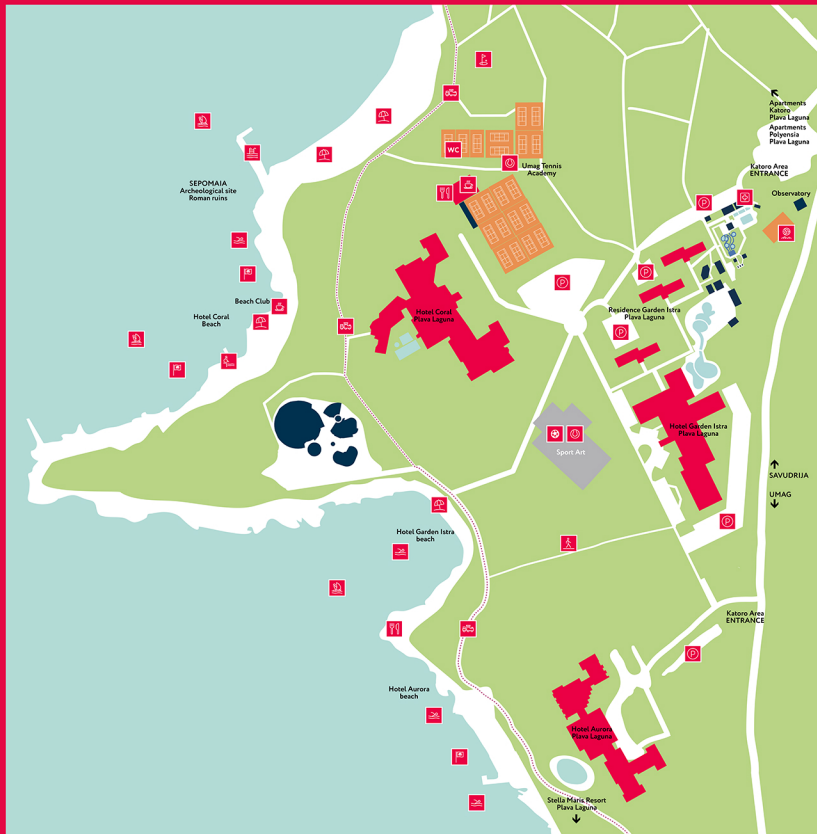 Apartments
Katoro
Plava Laguna
Apartments
Polyensia
Plava Laguna
Katoro Area
ENTRANCE
WC
Umag Tennis
Academy
P
Observatory
SEPOMAIA
Archeological site
Roman ruins
P
P
Beach Club
Hotel Coral
Beach
Hotel Coral
Plava Laguna
Residence Garden Istra
Plava Laguna
P
Hotel Garden Istra
Plava Laguna
Sport Art
SAVUDRIJA
UMAG
P
Hotel Garden Istra
beach
Katoro Area
ENTRANCE
P
Hotel Aurora
beach
Hotel Aurora
Plava Laguna
Stella Maris Resort
Plava Laguna